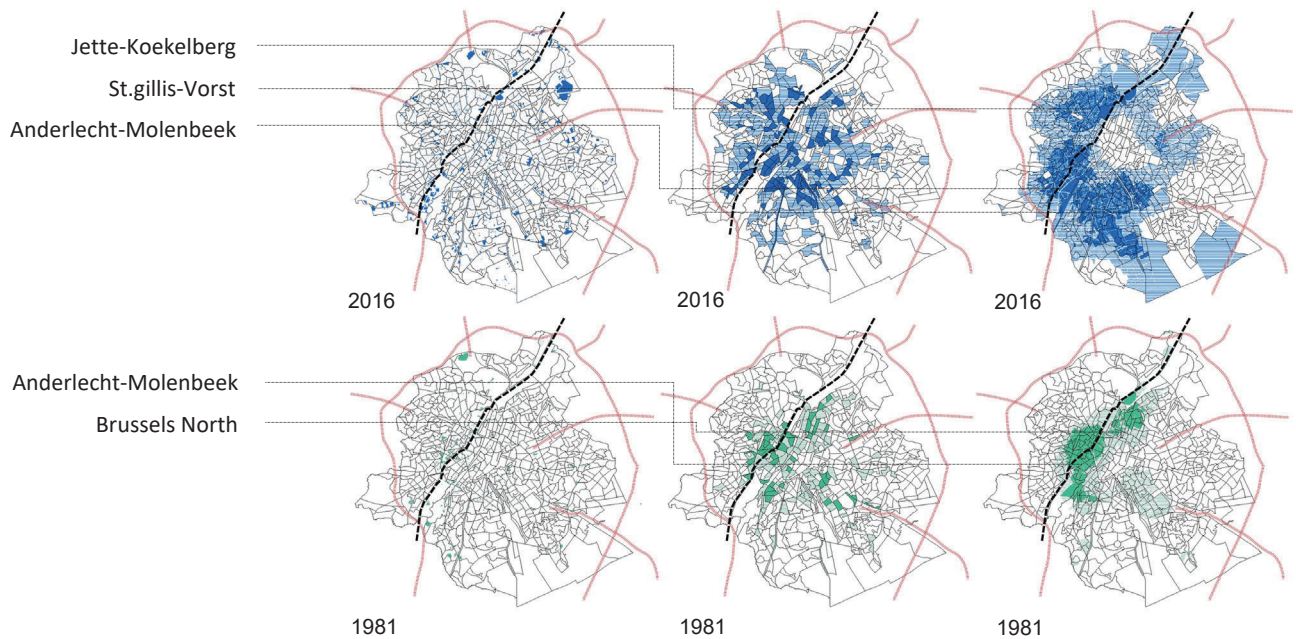 Jette-Koekelberg
St.gillis-Vorst
Anderlecht-Molenbeek
2016
2016
2016
Anderlecht-Molenbeek
Brussels North
1981
1981
1981